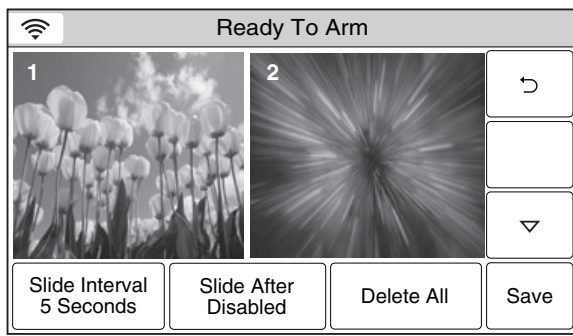 Ready To Arm
1
2
Slide Interval
5 Seconds
Slide After
Disabled
Delete All
Save